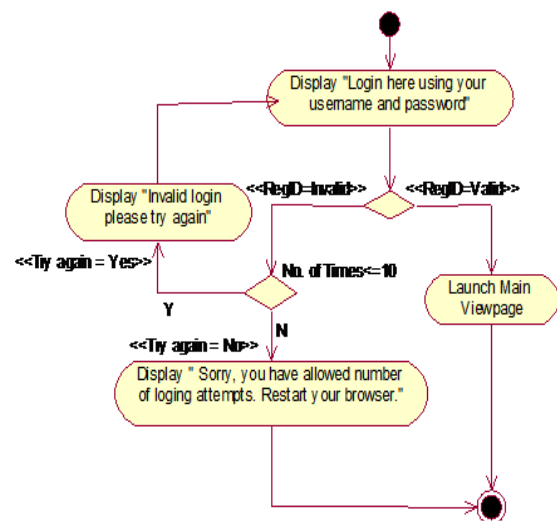 Display "Login here using your
username and password"
<<RegID=Invalid>>
<<RegID=Valid>>
Display "Invalid login
please try again"
<<Try again = Yes>>
No. of Times<=10
Launch Main
Viewpage
Y
N
<<Try again = No>>
Display " Sorry, you have allowed number
of loging attempts. Restart your browser."